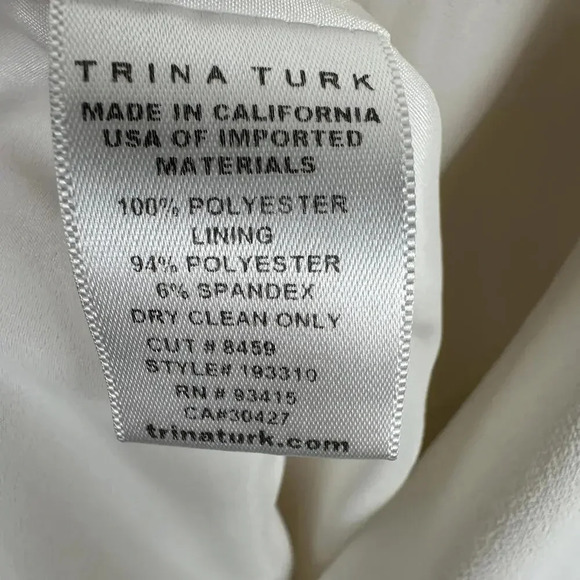 TRINA TURK
MADE IN CALIFORNIA
USA OF IMPORTED
MATERIALS
100% POLYESTER
LINING
94% POLYESTER
6% SPANDEX
DRY CLEAN ONLY
CUT # 8459
STYLE# 193310
RN # 93415
CA#30427
trinaturk.com